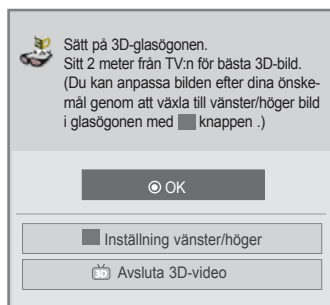 Sätt på 3D-glasögonen.
Sitt 2 meter från TV:n för bästa 3D-bild.
(Du kan anpassa bilden efter dina önske-
mål genom att växla till vänster/höger bild
i glasögonen med knappen .)
OK
Inställning vänster/höger
3D Avsluta 3D-video